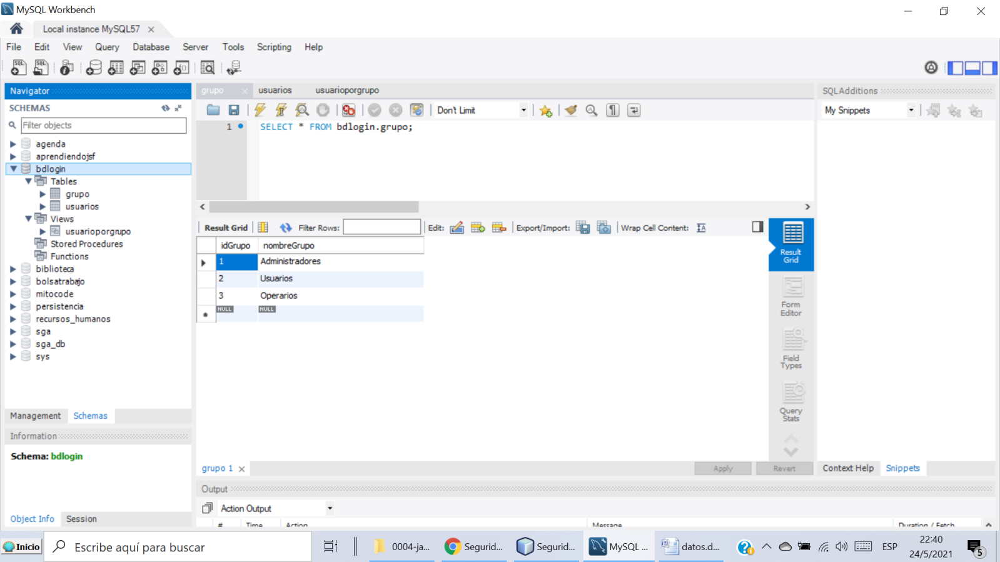 MySQL Workbench
Local instance MySQL57
File Edit View Query Database Server Tools Scripting Help
Navigator
SCHEMAS
Filter objects
agenda
aprendiendojsf
bdlogin
Tables
grupo
usuarios
Views
usuarioporgrupo
Stored Procedures
Functions
biblioteca
bolsatrabajo
mitocode
persistencia
recursos_humanos
sga
sga_db
sys
Management Schemas
Information
Schema: bdlogin
Object Info Session
grupo usuarios usuarioporgrupo
Don't Limit
1 SELECT * FROM bdlogin.grupo;
Result Grid Filter Rows: Edit: Export/Import: Wrap Cell Content:
idGrupo nombreGrupo
1 Administradores
2 Usuarios
3 Operarios
NULL NULL
Result
Grid
Form
Editor
Field
Types
Query
Stats
grupo 1 Apply Revert
Output
Action Output
# Time Action Message Duration / Fetch
SQLAdditions
My Snippets
Context Help Snippets
Inicio Escribe aquí para buscar 0004-ja... Segurid... Segurid... MySQL ... datos.d... ESP
22:40
24/5/2021
5